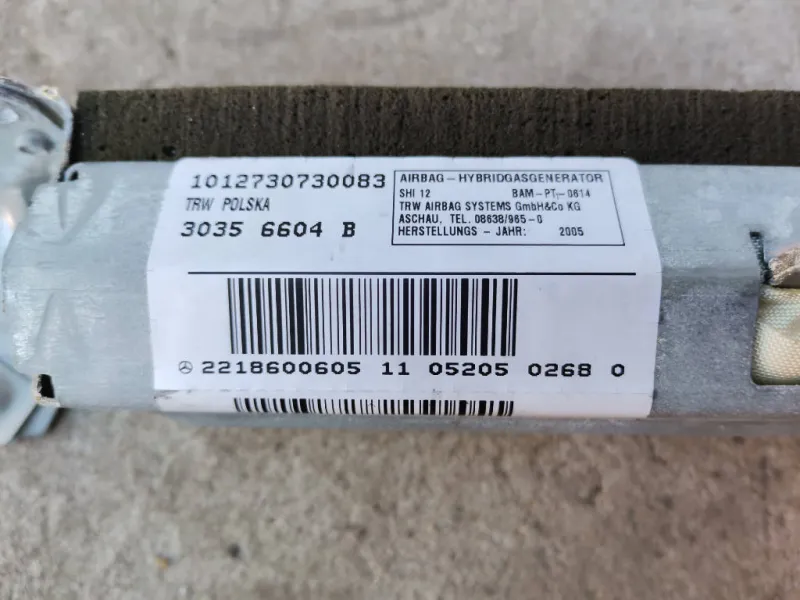 1012730730083
TRW POLSKA
3035 6604 B
AIRBAG-HYBRIDGASGENERATOR
SHI 12 BAM-PT-0614
TRW AIRBAG SYSTEMS GmbH&Co KG
ASCHAU, TEL. 08638/965-0
HERSTELLUNGS - JAHR: 2005
2218600605 11 05205 0268 0